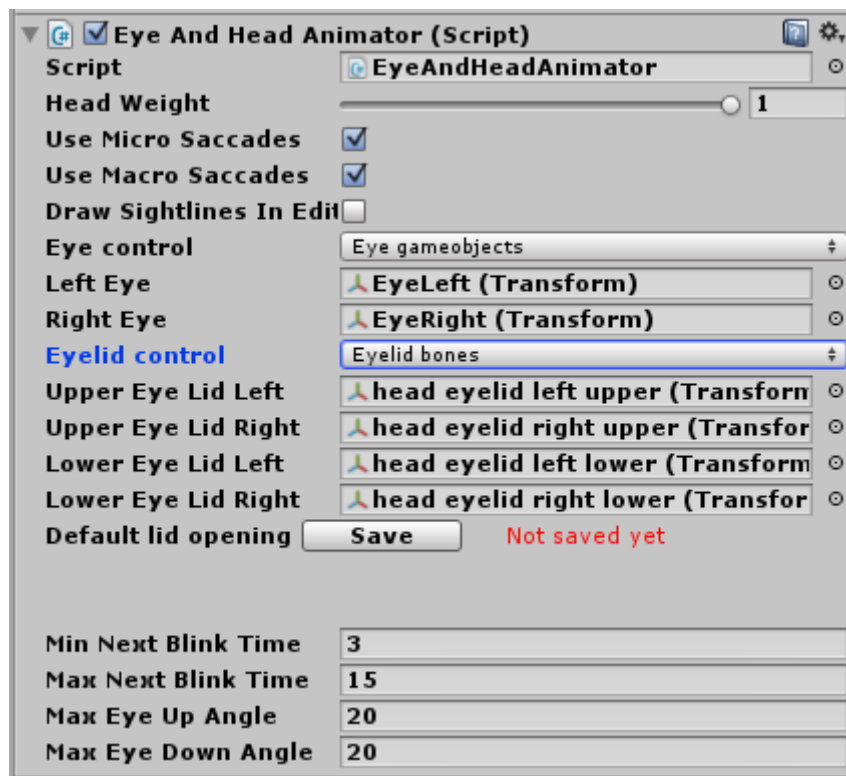 Eye And Head Animator (Script)
Script EyeAndHeadAnimator
Head Weight 1
Use Micro Saccades
Use Macro Saccades
Draw Sightlines In Edit
Eye control Eye gameobjects
Left Eye EyeLeft (Transform)
Right Eye EyeRight (Transform)
Eyelid control Eyelid bones
Upper Eye Lid Left head eyelid left upper (Transform
Upper Eye Lid Right head eyelid right upper (Transfor
Lower Eye Lid Left head eyelid left lower (Transform
Lower Eye Lid Right head eyelid right lower (Transfor
Default lid opening Save Not saved yet
Min Next Blink Time 3
Max Next Blink Time 15
Max Eye Up Angle 20
Max Eye Down Angle 20